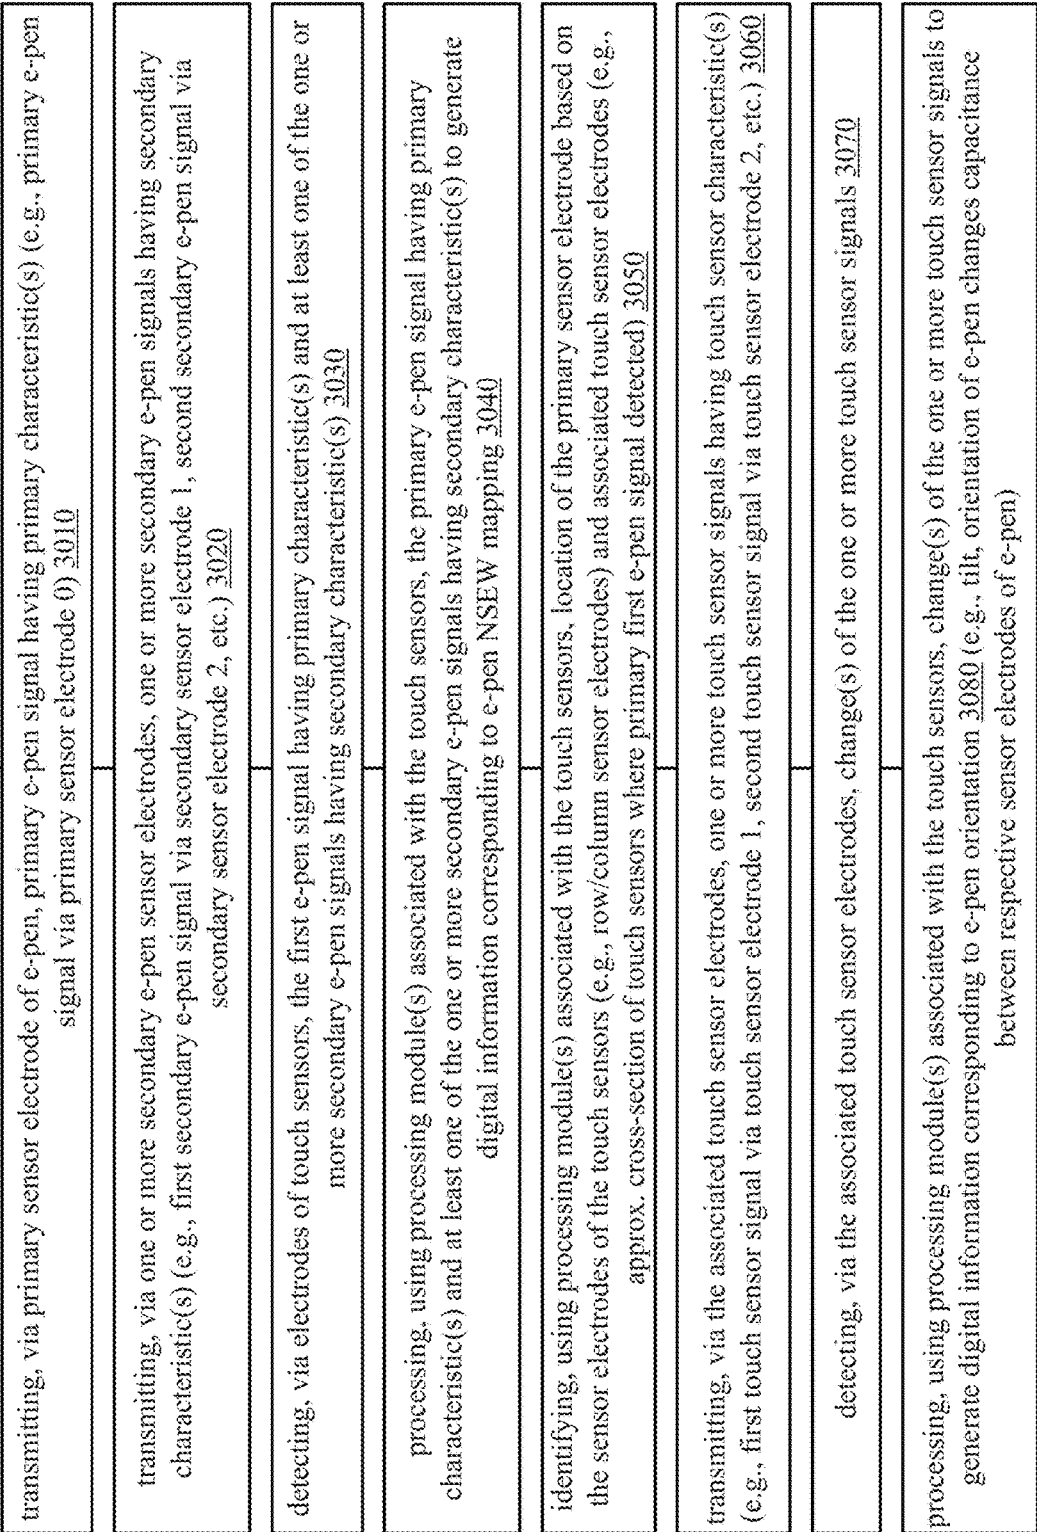 transmitting, via primary sensor electrode of e-pen, primary e-pen signal having primary characteristic(s) (e.g., primary e-pen
signal via primary sensor electrode 0) 3010
transmitting, via one or more secondary e-pen sensor electrodes, one or more secondary e-pen signals having secondary
characteristic(s) (e.g., first secondary e-pen signal via secondary sensor electrode 1, second secondary e-pen signal via
secondary sensor electrode 2, etc.) 3020
detecting, via electrodes of touch sensors, the first e-pen signal having primary characteristic(s) and at least one of the one or
more secondary e-pen signals having secondary characteristic(s) 3030
processing, using processing module(s) associated with the touch sensors, the primary e-pen signal having primary
characteristic(s) and at least one of the one or more secondary e-pen signals having secondary characteristic(s) to generate
digital information corresponding to e-pen NSEW mapping 3040
identifying, using processing module(s) associated with the touch sensors, location of the primary sensor electrode based on
the sensor electrodes of the touch sensors (e.g., row/column sensor electrodes) and associated touch sensor electrodes (e.g.,
approx. cross-section of touch sensors where primary first e-pen signal detected) 3050
transmitting, via the associated touch sensor electrodes, one or more touch sensor signals having touch sensor characteristic(s)
(e.g., first touch sensor signal via touch sensor electrode 1, second touch sensor signal via touch sensor electrode 2, etc.) 3060
detecting, via the associated touch sensor electrodes, change(s) of the one or more touch sensor signals 3070
processing, using processing module(s) associated with the touch sensors, change(s) of the one or more touch sensor signals to
generate digital information corresponding to e-pen orientation 3080 (e.g., tilt, orientation of e-pen changes capacitance
between respective sensor electrodes of e-pen)